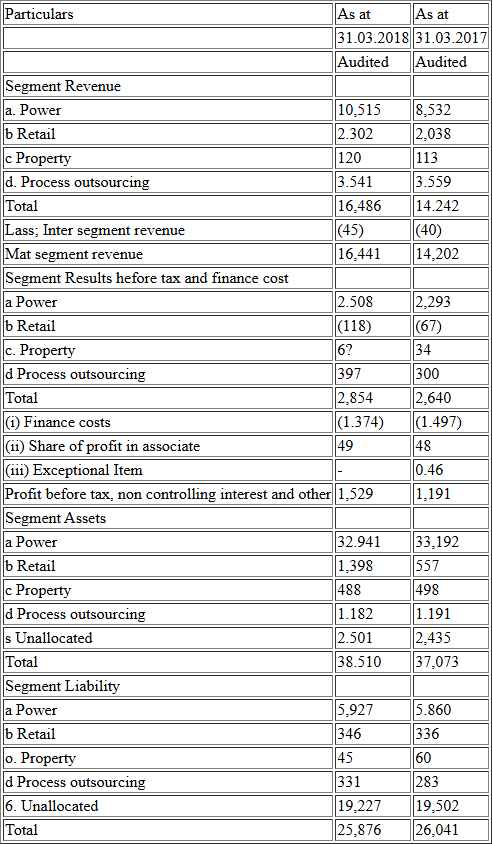 Particulars As at As at
31.03.2018 31.03.2017
Audited Audited
Segment Revenue
a. Power 10,515 8,532
b Retail 2.302 2,038
c Property 120 113
d. Process outsourcing 3.541 3.559
Total 16,486 14.242
Lass; Inter segment revenue (45) (40)
Mat segment revenue 16,441 14,202
Segment Results hefore tax and finance cost
a Power 2.508 2,293
b Retail (118) (67)
c. Property 6? 34
d Process outsourcing 397 300
Total 2,854 2,640
(i) Finance costs (1.374) (1.497)
(ii) Share of profit in associate 49 48
(iii) Exceptional Item - 0.46
Profit before tax, non controlling interest and other 1,529 1,191
Segment Assets
a Power 32.941 33,192
b Retail 1,398 557
c Property 488 498
d Process outsourcing 1.182 1.191
s Unallocated 2.501 2,435
Total 38.510 37,073
Segment Liability
a Power 5,927 5.860
b Retail 346 336
o. Property 45 60
d Process outsourcing 331 283
6. Unallocated 19,227 19,502
Total 25,876 26,041